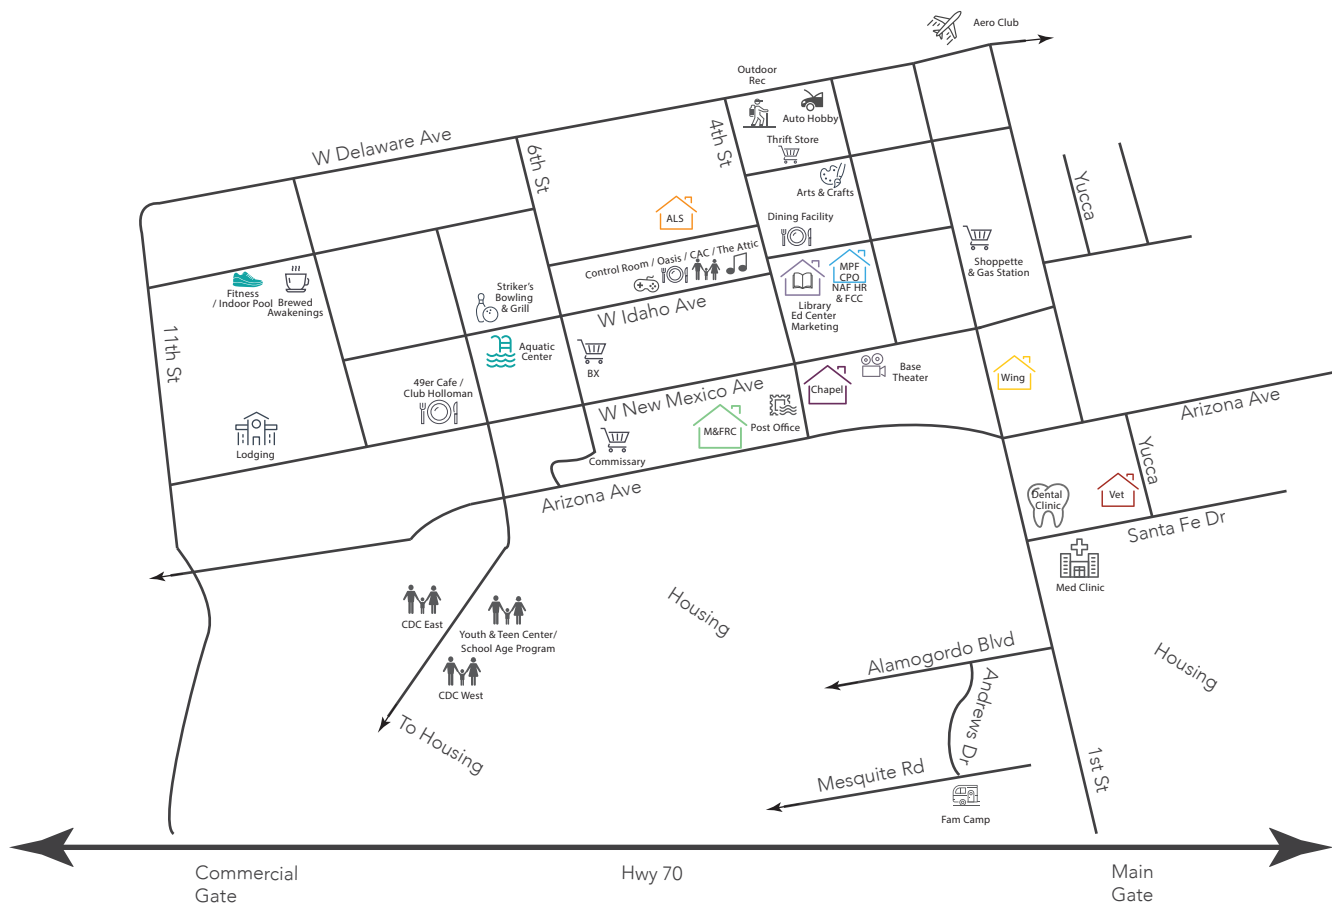 Aero Club
Outdoor
Rec
Auto Hobby
4th St
Thrift Store
W Delaware Ave
6th St
Arts & Crafts
Yucca
ALS
Dining Facility
Control Room / Oasis / CAC / The Attic
Shoppette
& Gas Station
MPF
CPO
NAF HR
& FCC
Fitness
/ Indoor Pool
Brewed
Awakenings
Striker's
Bowling
& Grill
W Idaho Ave
Library
Ed Center
Marketing
11th St
Aquatic
Center
BX
Base
Theater
Wing
49er Cafe /
Club Holloman
W New Mexico Ave
Chapel
Arizona Ave
M&FRC
Post Office
Lodging
Commissary
Yucca
Arizona Ave
Dental
Clinic
Vet
Santa Fe Dr
Med Clinic
CDC East
Youth & Teen Center/
School Age Program
Housing
Alamogordo Blvd
Housing
CDC West
Andrews Dr
To Housing
Mesquite Rd
1st St
Fam Camp
Commercial
Gate
Hwy 70
Main
Gate